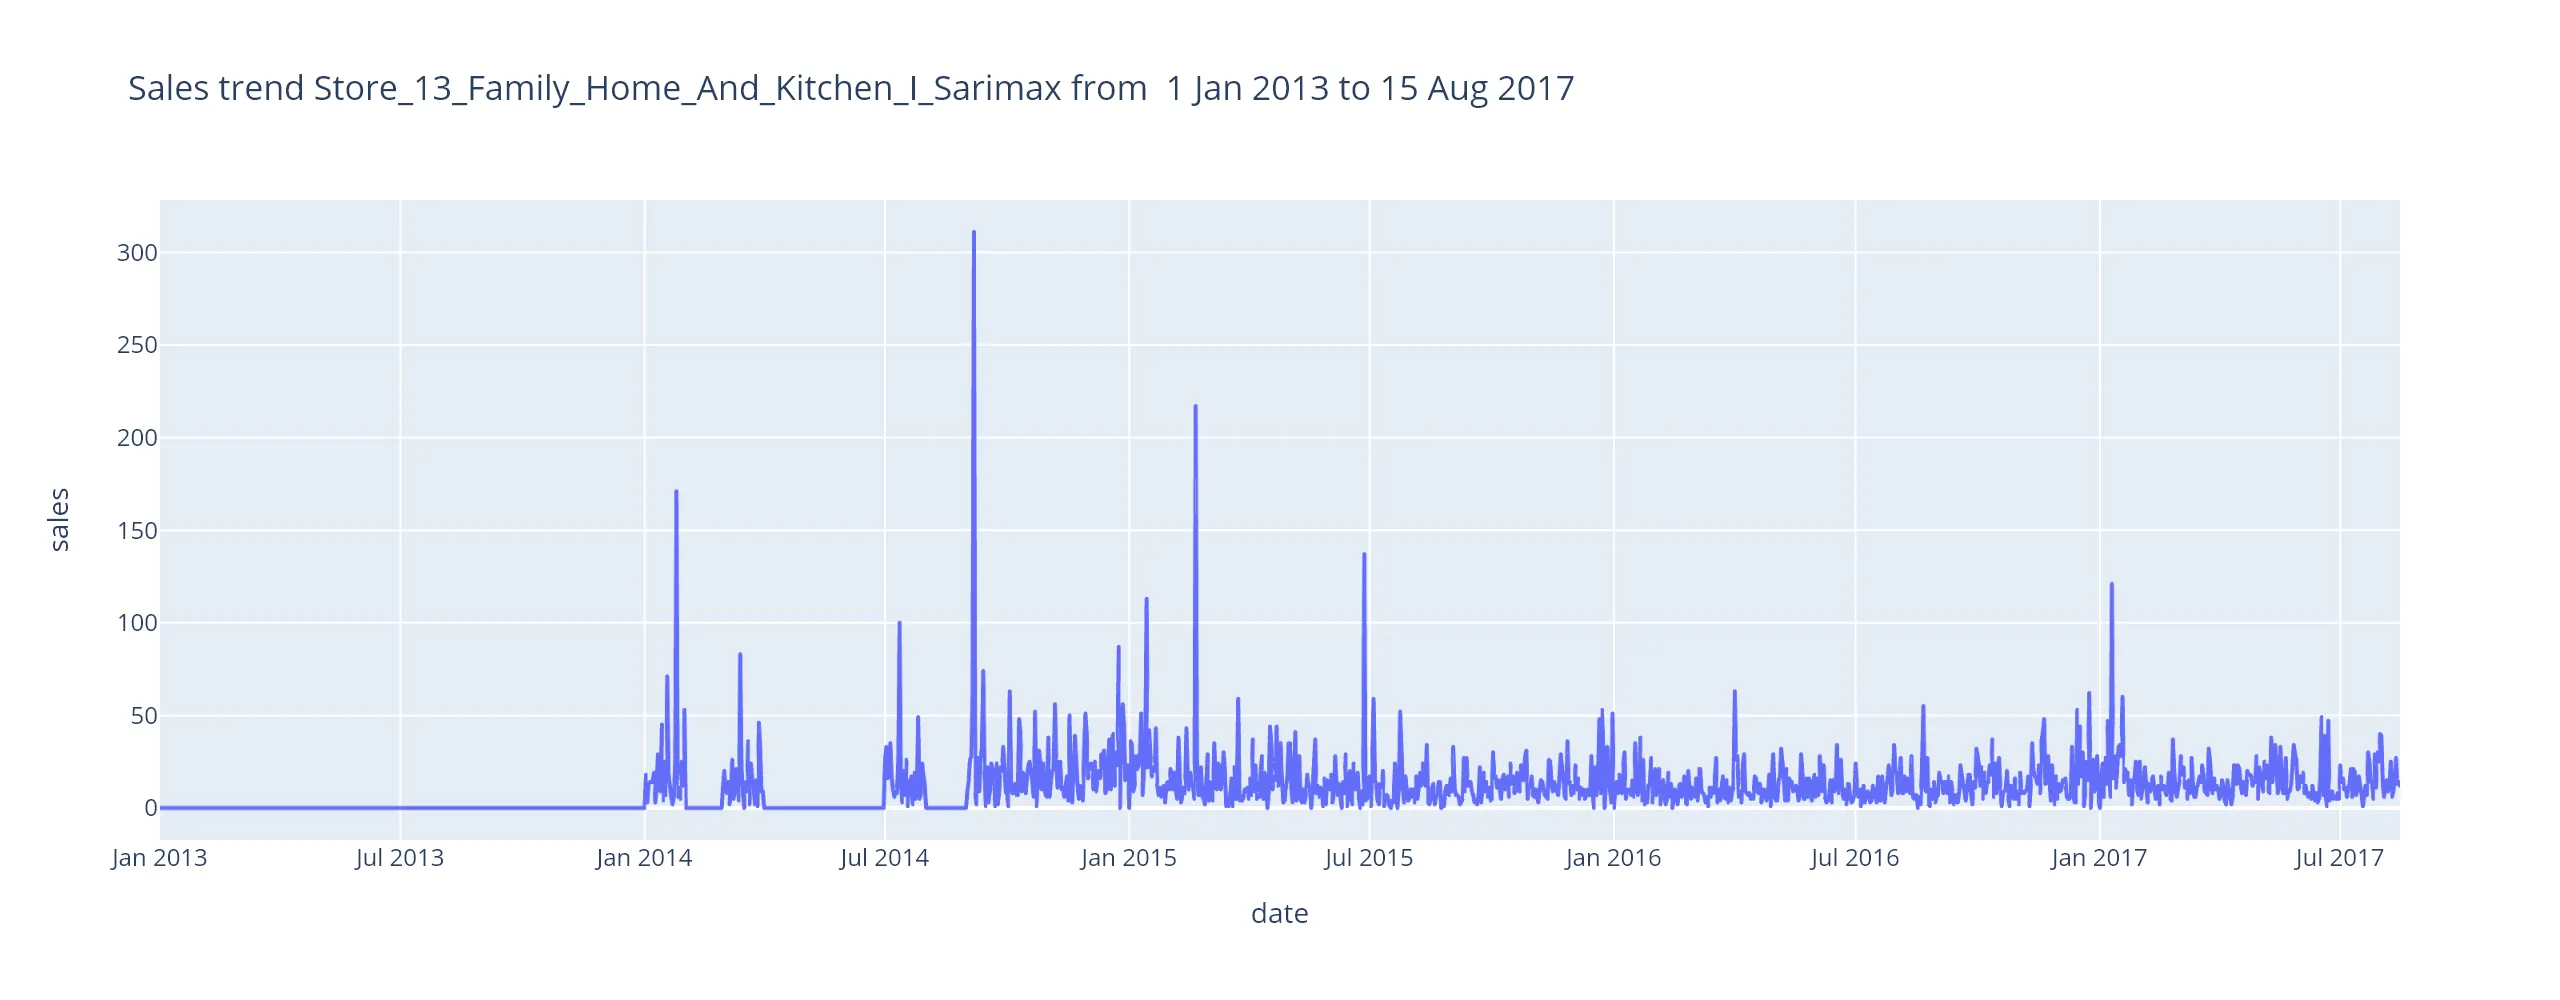 Sales trend Store_13_Family_Home_And_Kitchen_I_Sarimax from  1 Jan 2013 to 15 Aug 2017
300
250
200
150
100
50
0
sales
Jan 2013
Jul 2013
Jan 2014
Jul 2014
Jan 2015
Jul 2015
Jan 2016
Jul 2016
Jan 2017
Jul 2017
date